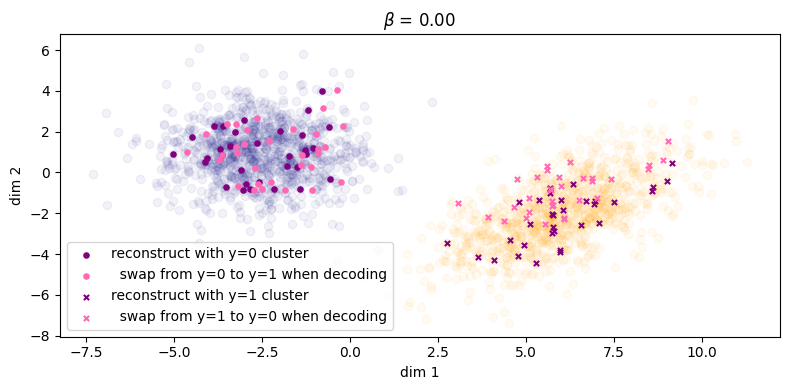 β = 0.00
6
4
2
0
−2
−4
−6
−8
dim 2
reconstruct with y=0 cluster
swap from y=0 to y=1 when decoding
reconstruct with y=1 cluster
swap from y=1 to y=0 when decoding
−7.5 −5.0 −2.5 0.0 2.5 5.0 7.5 10.0
dim 1